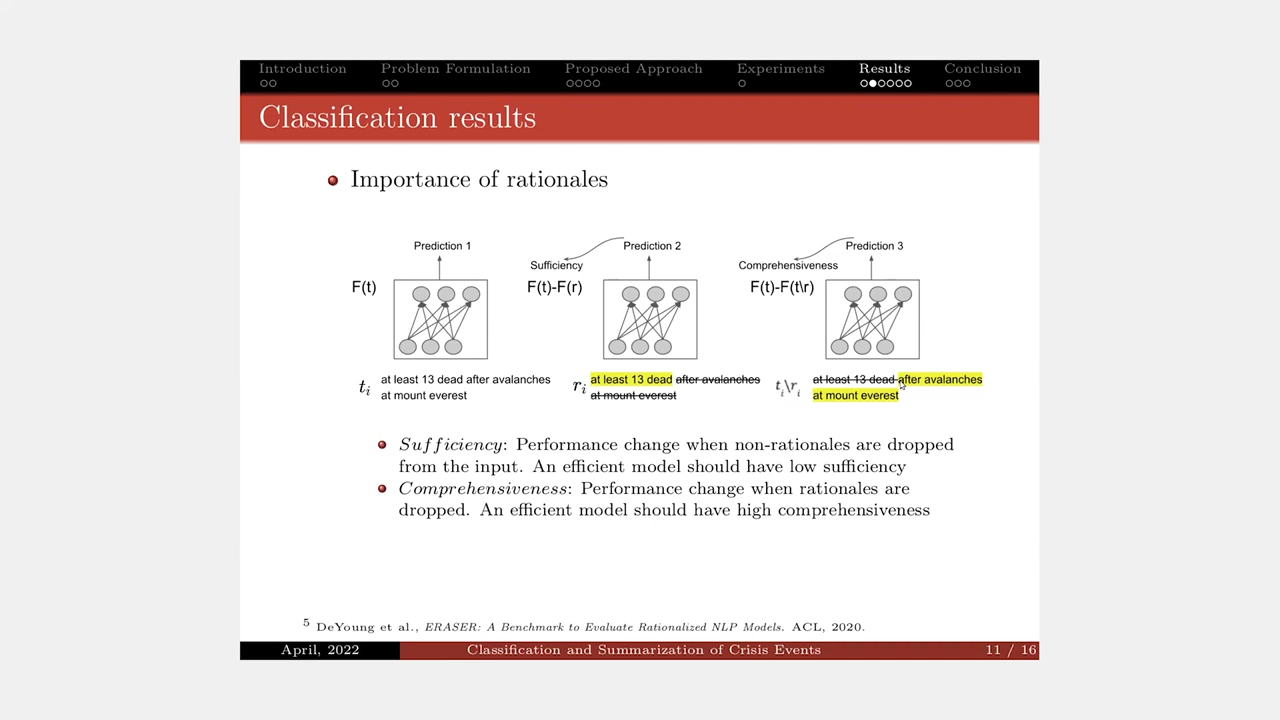 Introduction Problem Formulation Proposed Approach Experiments Results Conclusion
Classification results
Importance of rationales
Prediction 1 Prediction 2 Prediction 3
Sufficiency Comprehensiveness
F(t) F(t)-F(r) F(t)-F(t\r)
t_i at least 13 dead after avalanches
at mount everest
r_i at least 13 dead after avalanches
at mount everest
t_i\r_i at least 13 dead after avalanches
at mount everest
Sufficiency: Performance change when non-rationales are dropped
from the input. An efficient model should have low sufficiency
Comprehensiveness: Performance change when rationales are
dropped. An efficient model should have high comprehensiveness
5 DeYoung et al., ERASER: A Benchmark to Evaluate Rationalized NLP Models. ACL, 2020.
April, 2022 Classification and Summarization of Crisis Events 11 / 16